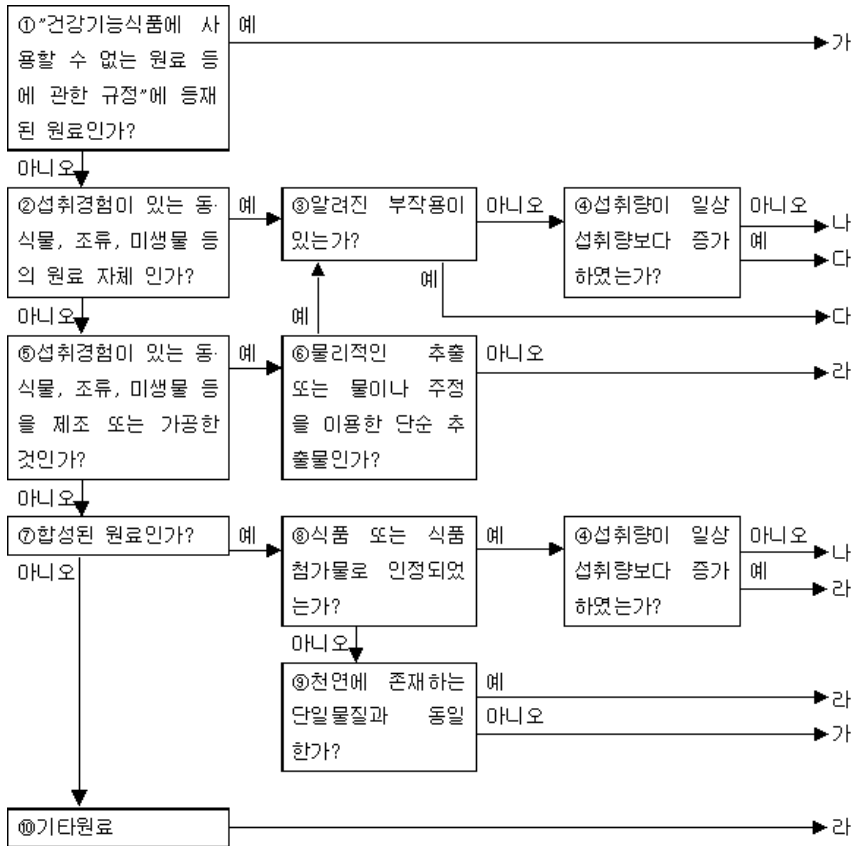 ①"건강기능식품에 사
용할 수 없는 원료 등
에 관한 규정"에 등재
된 원료인가?
예
가
아니오
②섭취경험이 있는 동·
식물, 조류, 미생물 등
의 원료 자체 인가?
예
③알려진 부작용이
있는가?
아니오
④섭취량이 일상
섭취량보다 증가
하였는가?
아니오
나
예
다
예
다
아니오
예
⑤섭취경험이 있는 동·
식물, 조류, 미생물 등
을 제조 또는 가공한
것인가?
예
⑥물리적인 추출
또는 물이나 주정
을 이용한 단순 추
출물인가?
아니오
라
아니오
⑦합성된 원료인가?
예
⑧식품 또는 식품
첨가물로 인정되었
는가?
예
④섭취량이 일상
섭취량보다 증가
하였는가?
아니오
나
예
라
아니오
아니오
⑨천연에 존재하는
단일물질과 동일
한가?
예
라
아니오
가
⑩기타원료
라